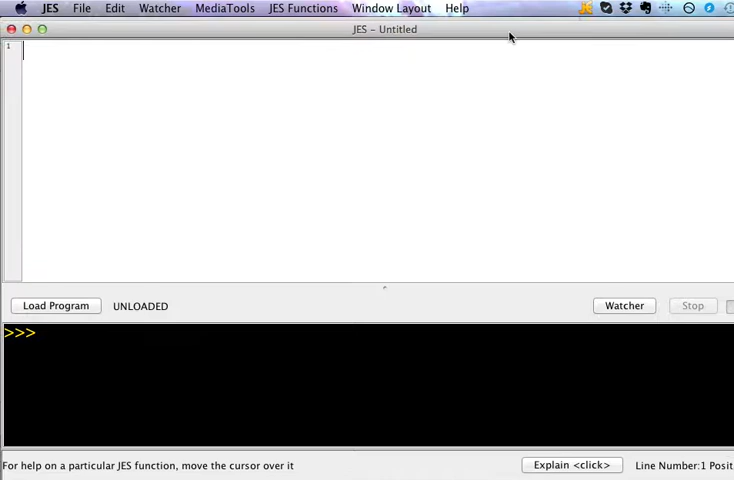 JES File Edit Watcher MediaTools JES Functions Window Layout Help
JES - Untitled
1
Load Program UNLOADED Watcher Stop
>>>
For help on a particular JES function, move the cursor over it Explain <click> Line Number:1 Posit